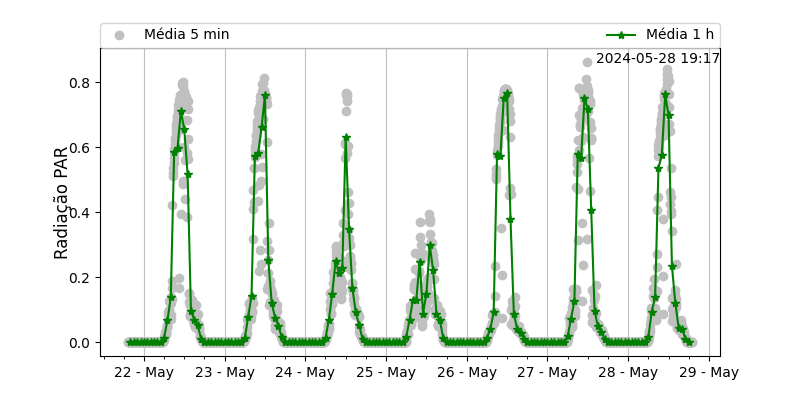 Média 5 min
Média 1 h
2024-05-28 19:17
Radiação PAR
0.8
0.6
0.4
0.2
0.0
22 - May
23 - May
24 - May
25 - May
26 - May
27 - May
28 - May
29 - May